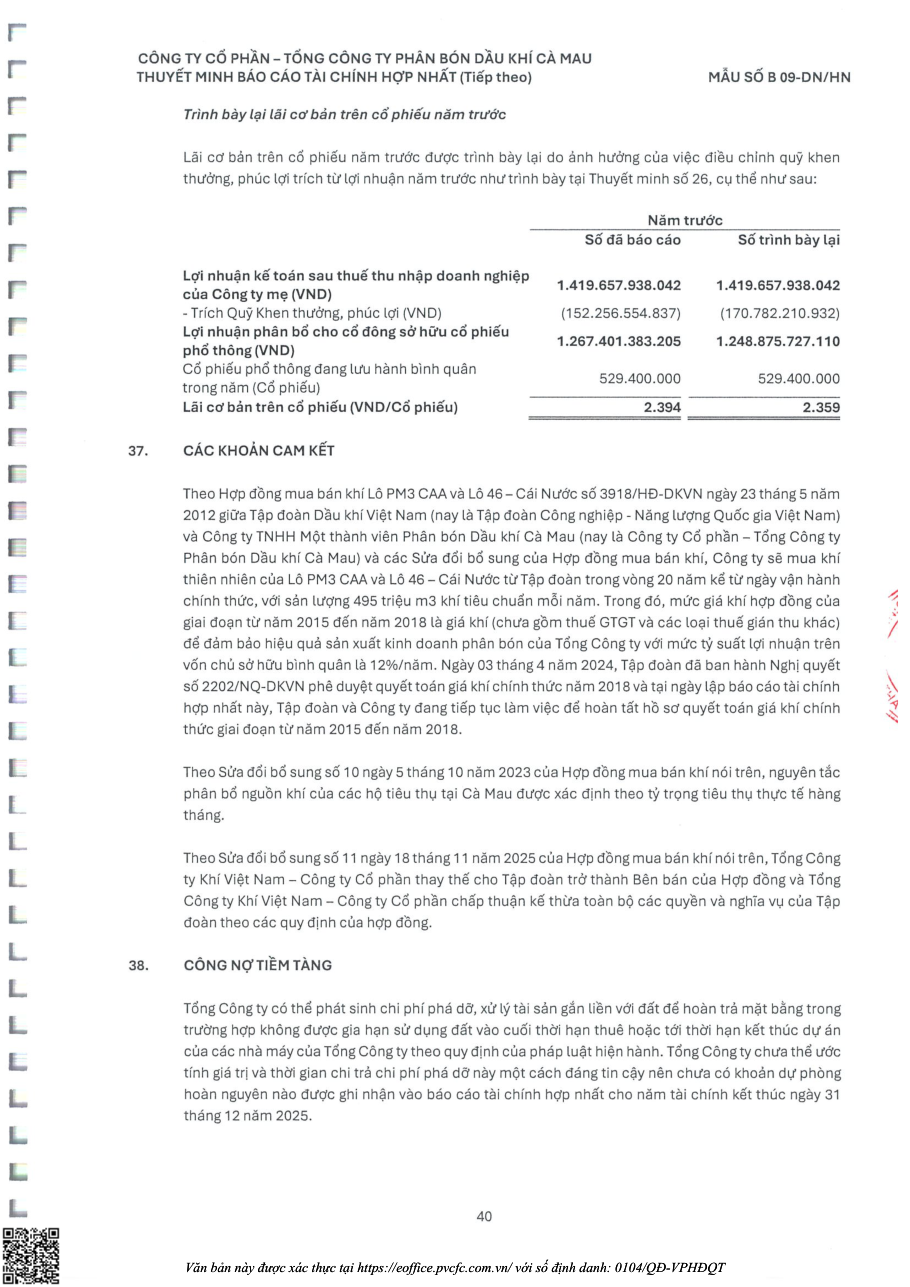 CÔNG TY CỔ PHẦN – TỔNG CÔNG TY PHÂN BÓN DẦU KHÍ CÀ MAU
THUYẾT MINH BÁO CÁO TÀI CHÍNH HỢP NHẤT (Tiếp theo) MẪU SỐ B 09-DN/HN
Trình bày lại lãi cơ bản trên cổ phiếu năm trước
Lãi cơ bản trên cổ phiếu năm trước được trình bày lại do ảnh hưởng của việc điều chỉnh quỹ khen
thưởng, phúc lợi trích từ lợi nhuận năm trước như trình bày tại Thuyết minh số 26, cụ thể như sau:
Năm trước
Số đã báo cáo Số trình bày lại
Lợi nhuận kế toán sau thuế thu nhập doanh nghiệp
của Công ty mẹ (VND) 1.419.657.938.042 1.419.657.938.042
- Trích Quỹ Khen thưởng, phúc lợi (VND) (152.256.554.837) (170.782.210.932)
Lợi nhuận phân bổ cho cổ đông sở hữu cổ phiếu
phổ thông (VND) 1.267.401.383.205 1.248.875.727.110
Cổ phiếu phổ thông đang lưu hành bình quân
trong năm (Cổ phiếu) 529.400.000 529.400.000
Lãi cơ bản trên cổ phiếu (VND/Cổ phiếu) 2.394 2.359
37. CÁC KHOẢN CAM KẾT
Theo Hợp đồng mua bán khí Lô PM3 CAA và Lô 46 – Cái Nước số 3918/HĐ-DKVN ngày 23 tháng 5 năm
2012 giữa Tập đoàn Dầu khí Việt Nam (nay là Tập đoàn Công nghiệp - Năng lượng Quốc gia Việt Nam)
và Công ty TNHH Một thành viên Phân bón Dầu khí Cà Mau (nay là Công ty Cổ phần – Tổng Công ty
Phân bón Dầu khí Cà Mau) và các Sửa đổi bổ sung của Hợp đồng mua bán khí, Công ty sẽ mua khí
thiên nhiên của Lô PM3 CAA và Lô 46 – Cái Nước từ Tập đoàn trong vòng 20 năm kể từ ngày vận hành
chính thức, với sản lượng 495 triệu m3 khí tiêu chuẩn mỗi năm. Trong đó, mức giá khí hợp đồng của
giai đoạn từ năm 2015 đến năm 2018 là giá khí (chưa gồm thuế GTGT và các loại thuế gián thu khác)
để đảm bảo hiệu quả sản xuất kinh doanh phân bón của Tổng Công ty với mức tỷ suất lợi nhuận trên
vốn chủ sở hữu bình quân là 12%/năm. Ngày 03 tháng 4 năm 2024, Tập đoàn đã ban hành Nghị quyết
số 2202/NQ-DKVN phê duyệt quyết toán giá khí chính thức năm 2018 và tại ngày lập báo cáo tài chính
hợp nhất này, Tập đoàn và Công ty đang tiếp tục làm việc để hoàn tất hồ sơ quyết toán giá khí chính
thức giai đoạn từ năm 2015 đến năm 2018.
Theo Sửa đổi bổ sung số 10 ngày 5 tháng 10 năm 2023 của Hợp đồng mua bán khí nói trên, nguyên tắc
phân bổ nguồn khí của các hộ tiêu thụ tại Cà Mau được xác định theo tỷ trọng tiêu thụ thực tế hàng
tháng.
Theo Sửa đổi bổ sung số 11 ngày 18 tháng 11 năm 2025 của Hợp đồng mua bán khí nói trên, Tổng Công
ty Khí Việt Nam – Công ty Cổ phần thay thế cho Tập đoàn trở thành Bên bán của Hợp đồng và Tổng
Công ty Khí Việt Nam – Công ty Cổ phần chấp thuận kế thừa toàn bộ các quyền và nghĩa vụ của Tập
đoàn theo các quy định của hợp đồng.
38. CÔNG NỢ TIỀM TÀNG
Tổng Công ty có thể phát sinh chi phí phá dỡ, xử lý tài sản gắn liền với đất để hoàn trả mặt bằng trong
trường hợp không được gia hạn sử dụng đất vào cuối thời hạn thuê hoặc tới thời hạn kết thúc dự án
của các nhà máy của Tổng Công ty theo quy định của pháp luật hiện hành. Tổng Công ty chưa thể ước
tính giá trị và thời gian chi trả chi phí phá dỡ này một cách đáng tin cậy nên chưa có khoản dự phòng
hoàn nguyên nào được ghi nhận vào báo cáo tài chính hợp nhất cho năm tài chính kết thúc ngày 31
tháng 12 năm 2025.
40
Văn bản này được xác thực tại https://eoffice.pvcfc.com.vn/ với số định danh: 0104/QĐ-VPHĐQT